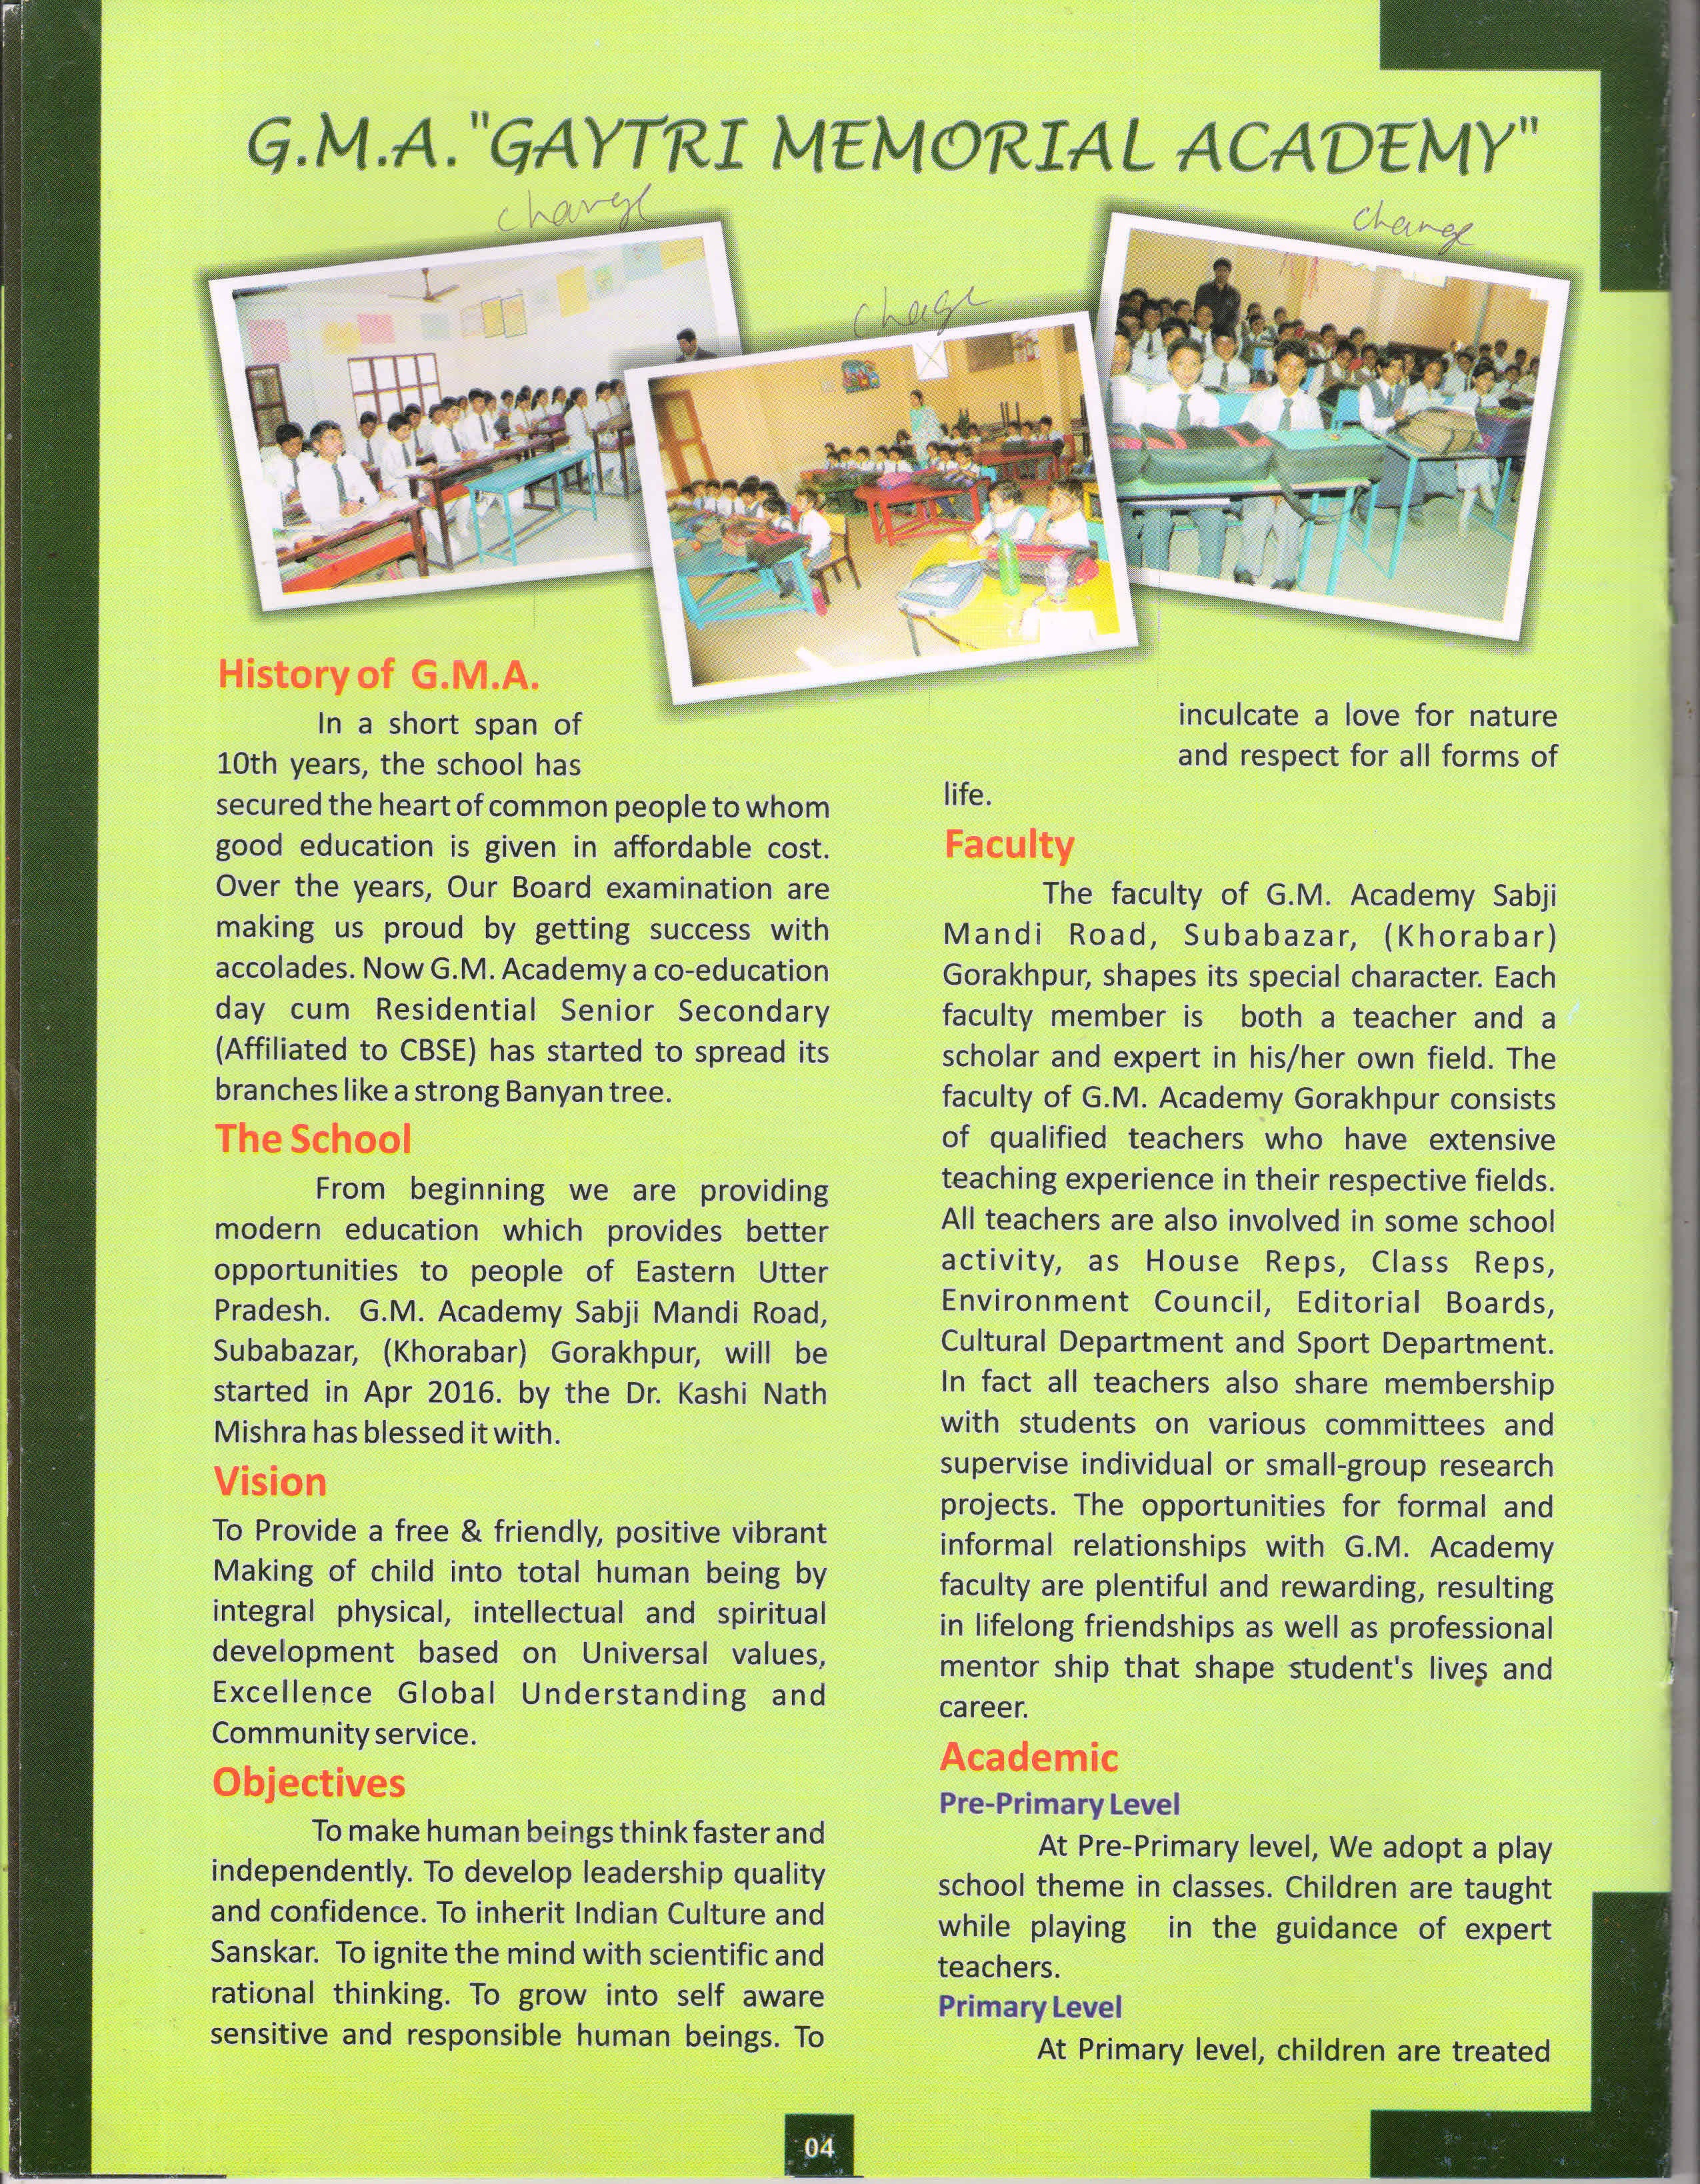 G.M.A."GAYTRI MEMORIAL ACADEMY"
change
change
chage
History of G.M.A.
In a short span of
10th years, the school has
secured the heart of common people to whom
good education is given in affordable cost.
Over the years, Our Board examination are
making us proud by getting success with
accolades. Now G.M. Academy a co-education
day cum Residential Senior Secondary
(Affiliated to CBSE) has started to spread its
branches like a strong Banyan tree.
The School
From beginning we are providing
modern education which provides better
opportunities to people of Eastern Utter
Pradesh. G.M. Academy Sabji Mandi Road,
Subabazar, (Khorabar) Gorakhpur, will be
started in Apr 2016. by the Dr. Kashi Nath
Mishra has blessed it with.
Vision
To Provide a free & friendly, positive vibrant
Making of child into total human being by
integral physical, intellectual and spiritual
development based on Universal values,
Excellence Global Understanding and
Community service.
Objectives
To make human beings think faster and
independently. To develop leadership quality
and confidence. To inherit Indian Culture and
Sanskar. To ignite the mind with scientific and
rational thinking. To grow into self aware
sensitive and responsible human beings. To
inculcate a love for nature
and respect for all forms of
life.
Faculty
The faculty of G.M. Academy Sabji
Mandi Road, Subabazar, (Khorabar)
Gorakhpur, shapes its special character. Each
faculty member is both a teacher and a
scholar and expert in his/her own field. The
faculty of G.M. Academy Gorakhpur consists
of qualified teachers who have extensive
teaching experience in their respective fields.
All teachers are also involved in some school
activity, as House Reps, Class Reps,
Environment Council, Editorial Boards,
Cultural Department and Sport Department.
In fact all teachers also share membership
with students on various committees and
supervise individual or small-group research
projects. The opportunities for formal and
informal relationships with G.M. Academy
faculty are plentiful and rewarding, resulting
in lifelong friendships as well as professional
mentor ship that shape student's lives and
career.
Academic
Pre-Primary Level
At Pre-Primary level, We adopt a play
school theme in classes. Children are taught
while playing in the guidance of expert
teachers.
Primary Level
At Primary level, children are treated
04